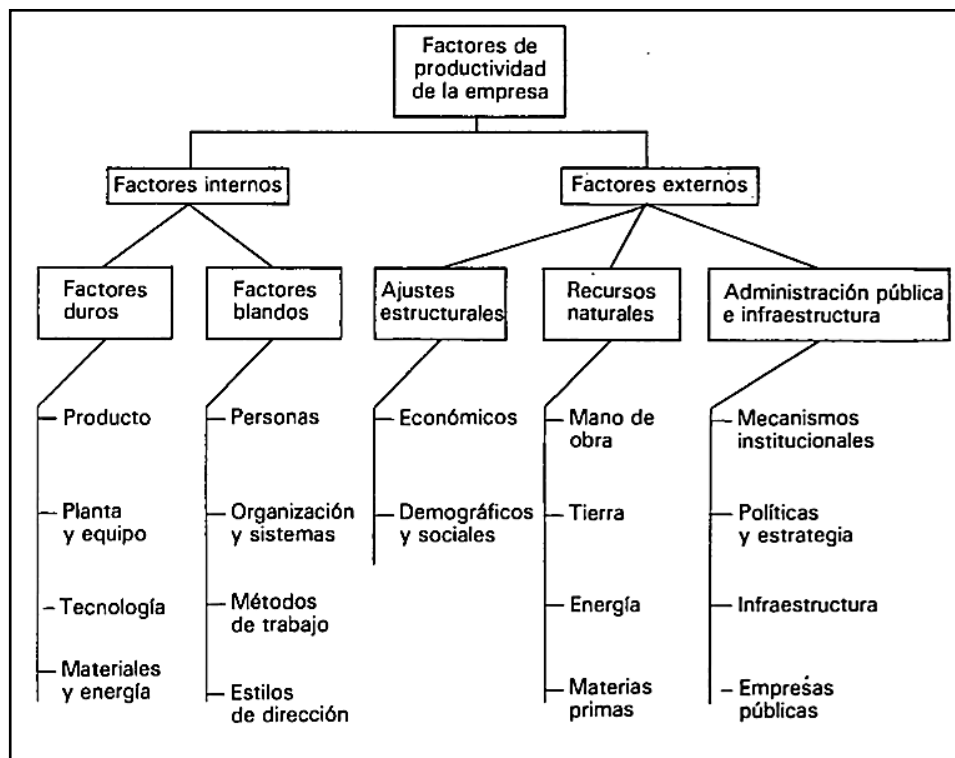 Factores de
productividad
de la empresa
Factores internos
Factores externos
Factores
duros
Factores
blandos
Ajustes
estructurales
Recursos
naturales
Administración pública
e infraestructura
Producto
Planta
y equipo
Tecnología
Materiales
y energía
Personas
Organización
y sistemas
Métodos
de trabajo
Estilos
de dirección
Económicos
Demográficos
y sociales
Mano de
obra
Tierra
Energía
Materias
primas
Mecanismos
institucionales
Políticas
y estrategia
Infraestructura
Empresas
públicas